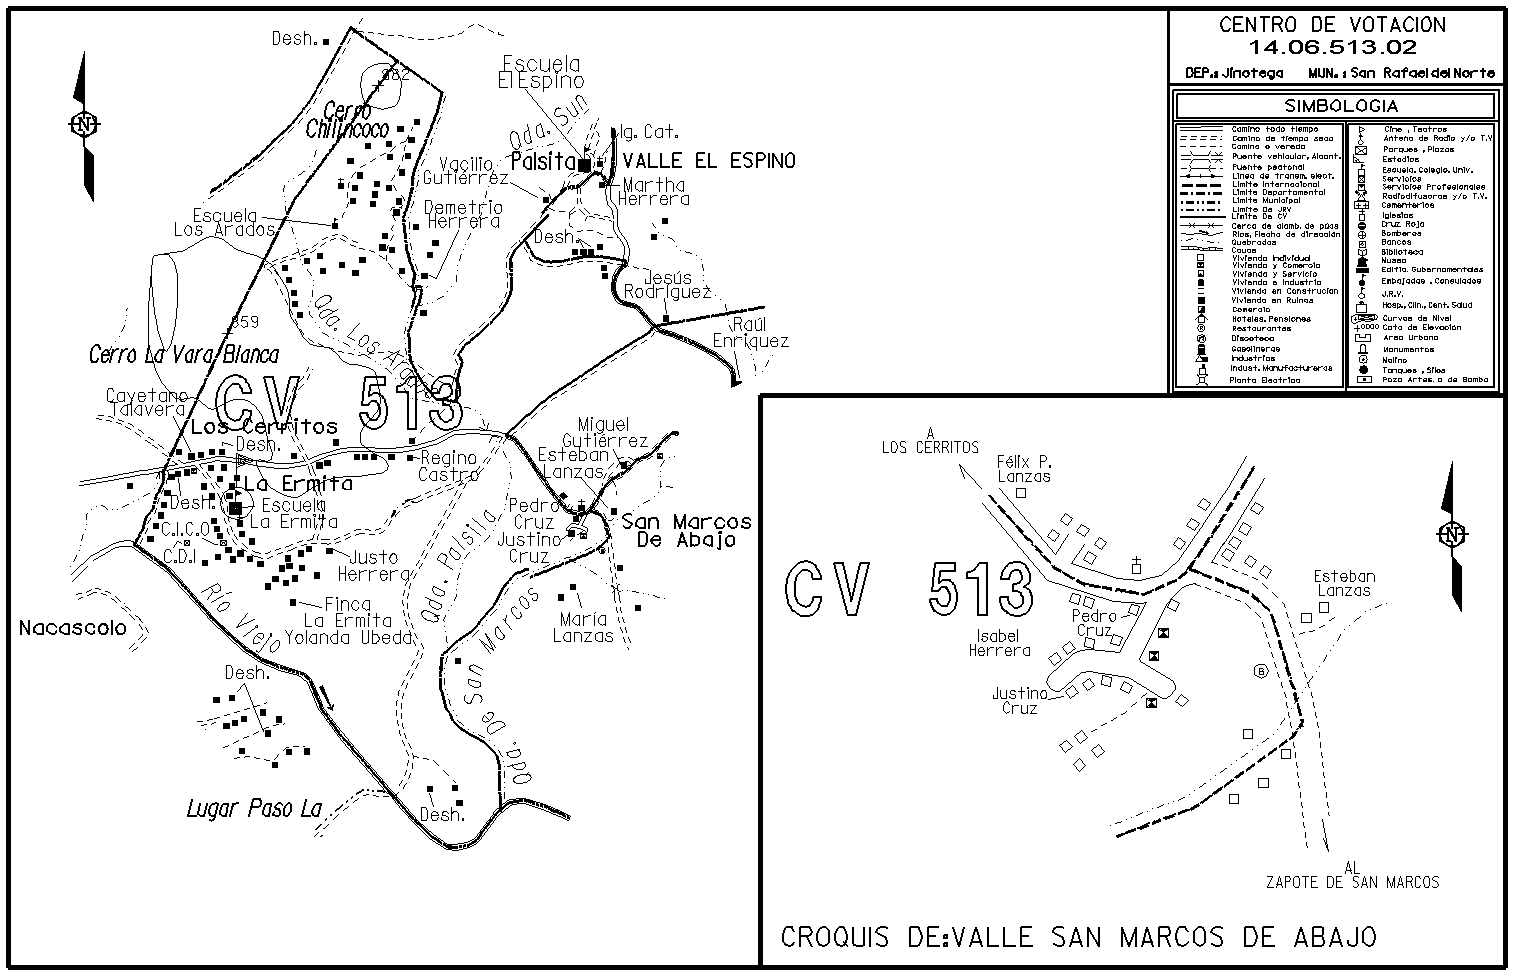 CENTRO DE VOTACION
14.06.513.02
DEP.: Jinotega MUN. : San Rafael del Norte
SIMBOLOGIA
Camino todo tiempo
Camino de tiempo seco
Camino o vereda
Puente vehicular, Alcant.
Puente peatonal
Linea de transm. elect.
Limite Internacional
Limite Departamental
Limite Municipal
Limite De JRV
Limite De CV
Cerca de alamb. de púas
Rios, Flecha de dirección
Quebradas
Cauce
Vivienda Individual
Vivienda y Comercio
Vivienda y Servicio
Vivienda e Industria
Vivienda en Construcion
Vivienda en Ruinas
Comercio
Hoteles, Pensiones
Restaurantes
Discoteca
Gasolineras
Industrias
Indust. Manufactureras
Planta Electrica
Cine , Teatros
Antena de Radio y/o T.V
Parques , Plazas
Estadios
Escuela, Colegio, Univ.
Servicios
Servicios Profesionales
Radiodifusoras y/o T.V.
Cementerios
Iglesias
Cruz Roja
Bomberos
Bancos
Biblioteca
Museo
Edific. Gubernamentales
Embajadas , Consulados
J.R.V.
Hosp., Clin., Cent. Salud
Curvas de Nivel
Cota de Elevación
Area Urbana
Monumentos
Molino
Tanques , Silos
Pozo Artes. o de Bomba
Desh.
Escuela
El Espino
882
Cerro
Chilincoco
Qda. Sun
Ig. Cat.
Palsita
VALLE EL ESPINO
Vacilio
Gutiérrez
Martha
Herrera
Demetrio
Herrera
Escuela
Los Arados
Desh.
Jesús
Rodríguez
Qda. Los Arados
859
Raúl
Enriquez
Cerro La Vara Blanca
CV 513
Cayetano
Talavera
Los Cerritos
Desh.
Miguel
Gutiérrez
Esteban
Lanzas
Regino
Castro
La Ermita
Desh.
Escuela
La Ermita
Pedro
Cruz
San Marcos
De Abajo
C.I.C.O
Justino
Cruz
C.D.I
Justo
Herrera
Qda. Palsila
Río Viejo
Finca
La Ermita
Yolanda Ubeda
María
Lanzas
Nacascolo
Qda. De San Marcos
Desh.
Lugar Paso La
Desh.
A
LOS CERRITOS
Félix P.
Lanzas
CV 513
Esteban
Lanzas
Pedro
Cruz
Isabel
Herrera
Justino
Cruz
B
AL
ZAPOTE DE SAN MARCOS
CROQUIS DE:VALLE SAN MARCOS DE ABAJO
N
N